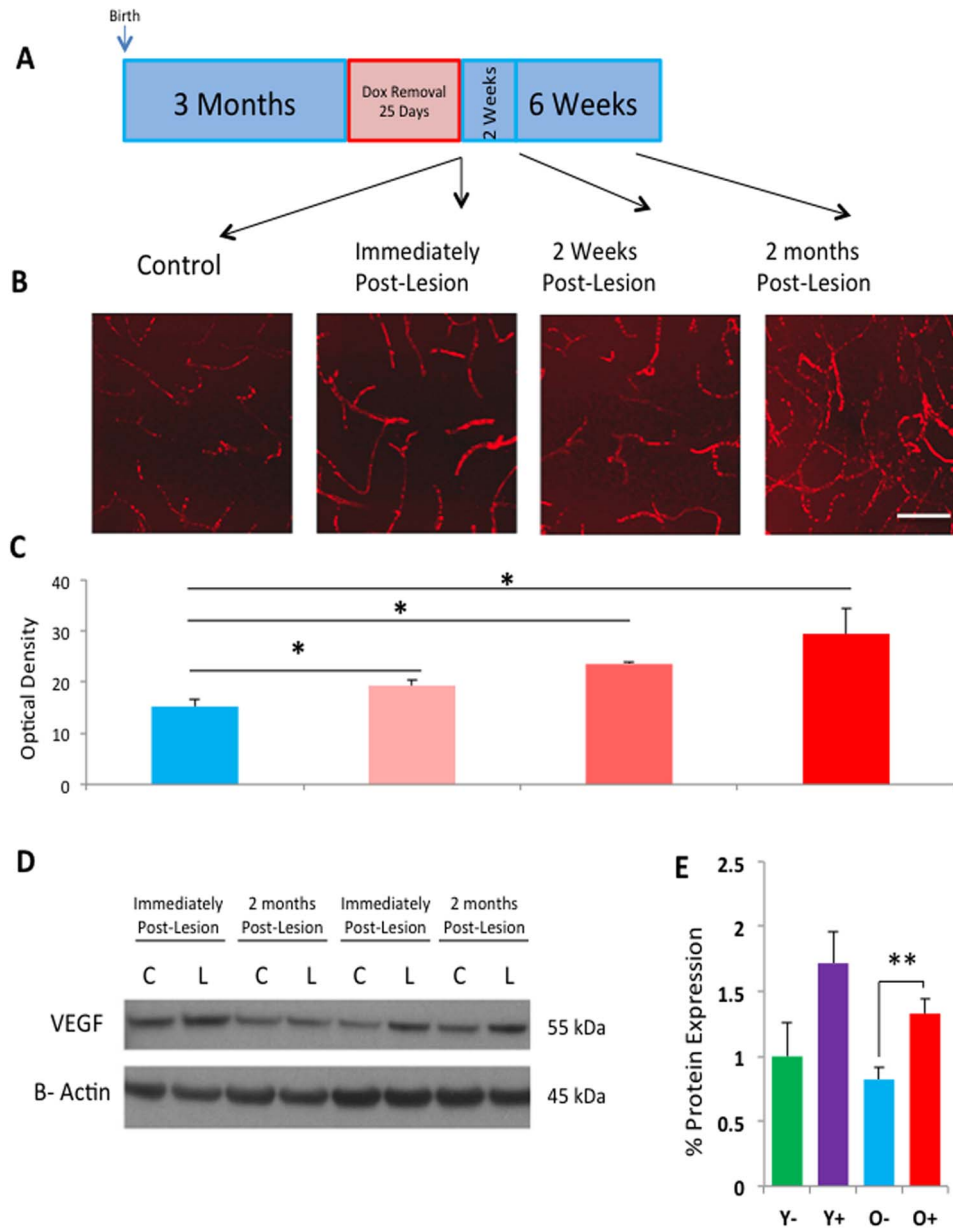 Birth
A
3 Months
Dox Removal
25 Days
2 Weeks
6 Weeks
Control
Immediately
Post-Lesion
2 Weeks
Post-Lesion
2 months
Post-Lesion
B
C
Optical Density
40
30
20
10
0
*
*
*
D
Immediately
Post-Lesion
2 months
Post-Lesion
Immediately
Post-Lesion
2 months
Post-Lesion
C L C L C L C L
VEGF
55 kDa
B- Actin
45 kDa
E
% Protein Expression
2.5
2
1.5
1
0.5
0
**
Y- Y+ O- O+